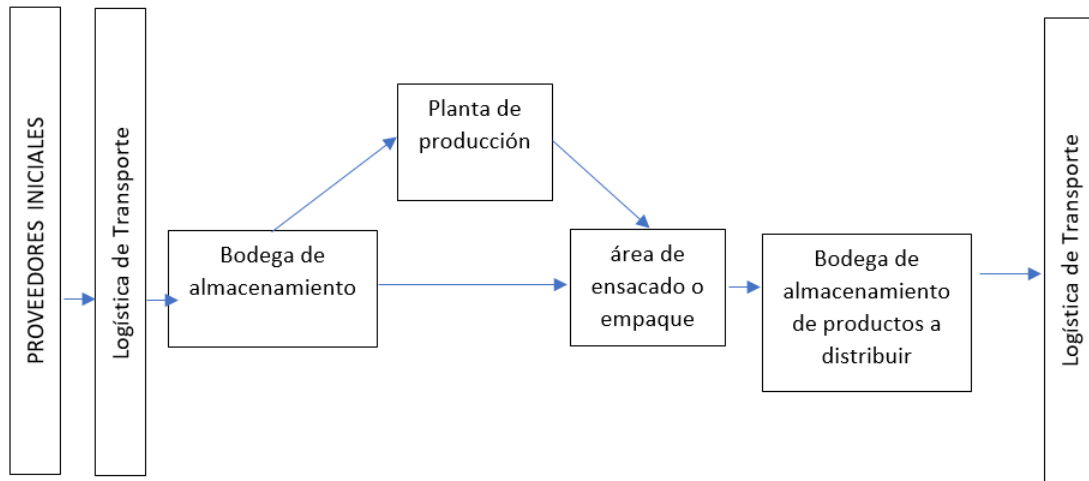 PROVEEDORES INICIALES
Logística de Transporte
Bodega de
almacenamiento
Planta de
producción
área de
ensacado o
empaque
Bodega de
almacenamiento
de productos a
distribuir
Logística de Transporte